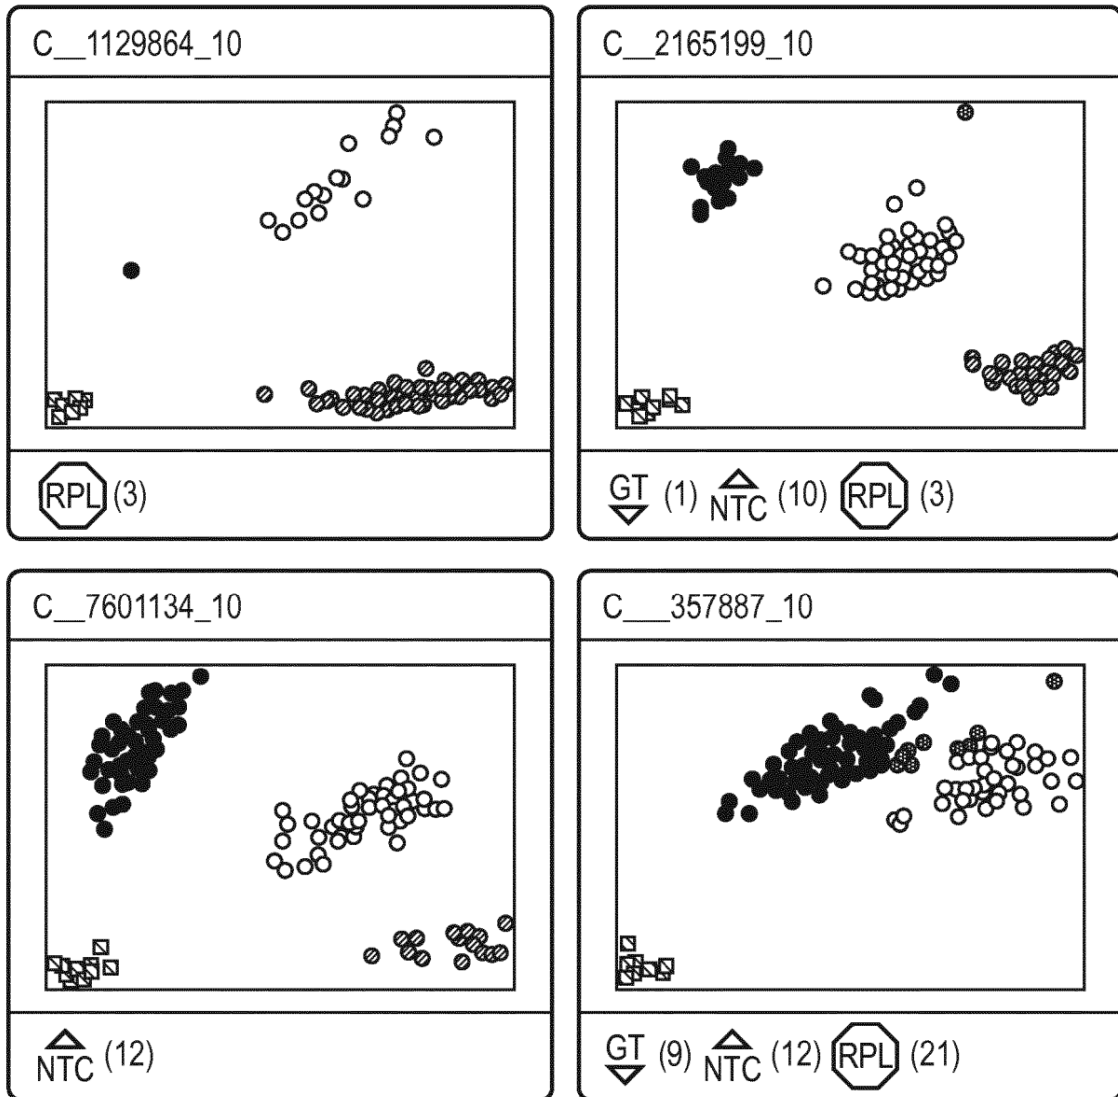 C__1129864_10
C__2165199_10
RPL (3)
GT (1) NTC (10) RPL (3)
C__7601134_10
C___357887_10
NTC (12)
GT (9) NTC (12) RPL (21)